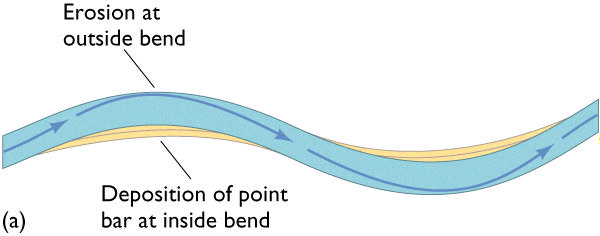 Erosion at
outside bend
Deposition of point
bar at inside bend
(a)